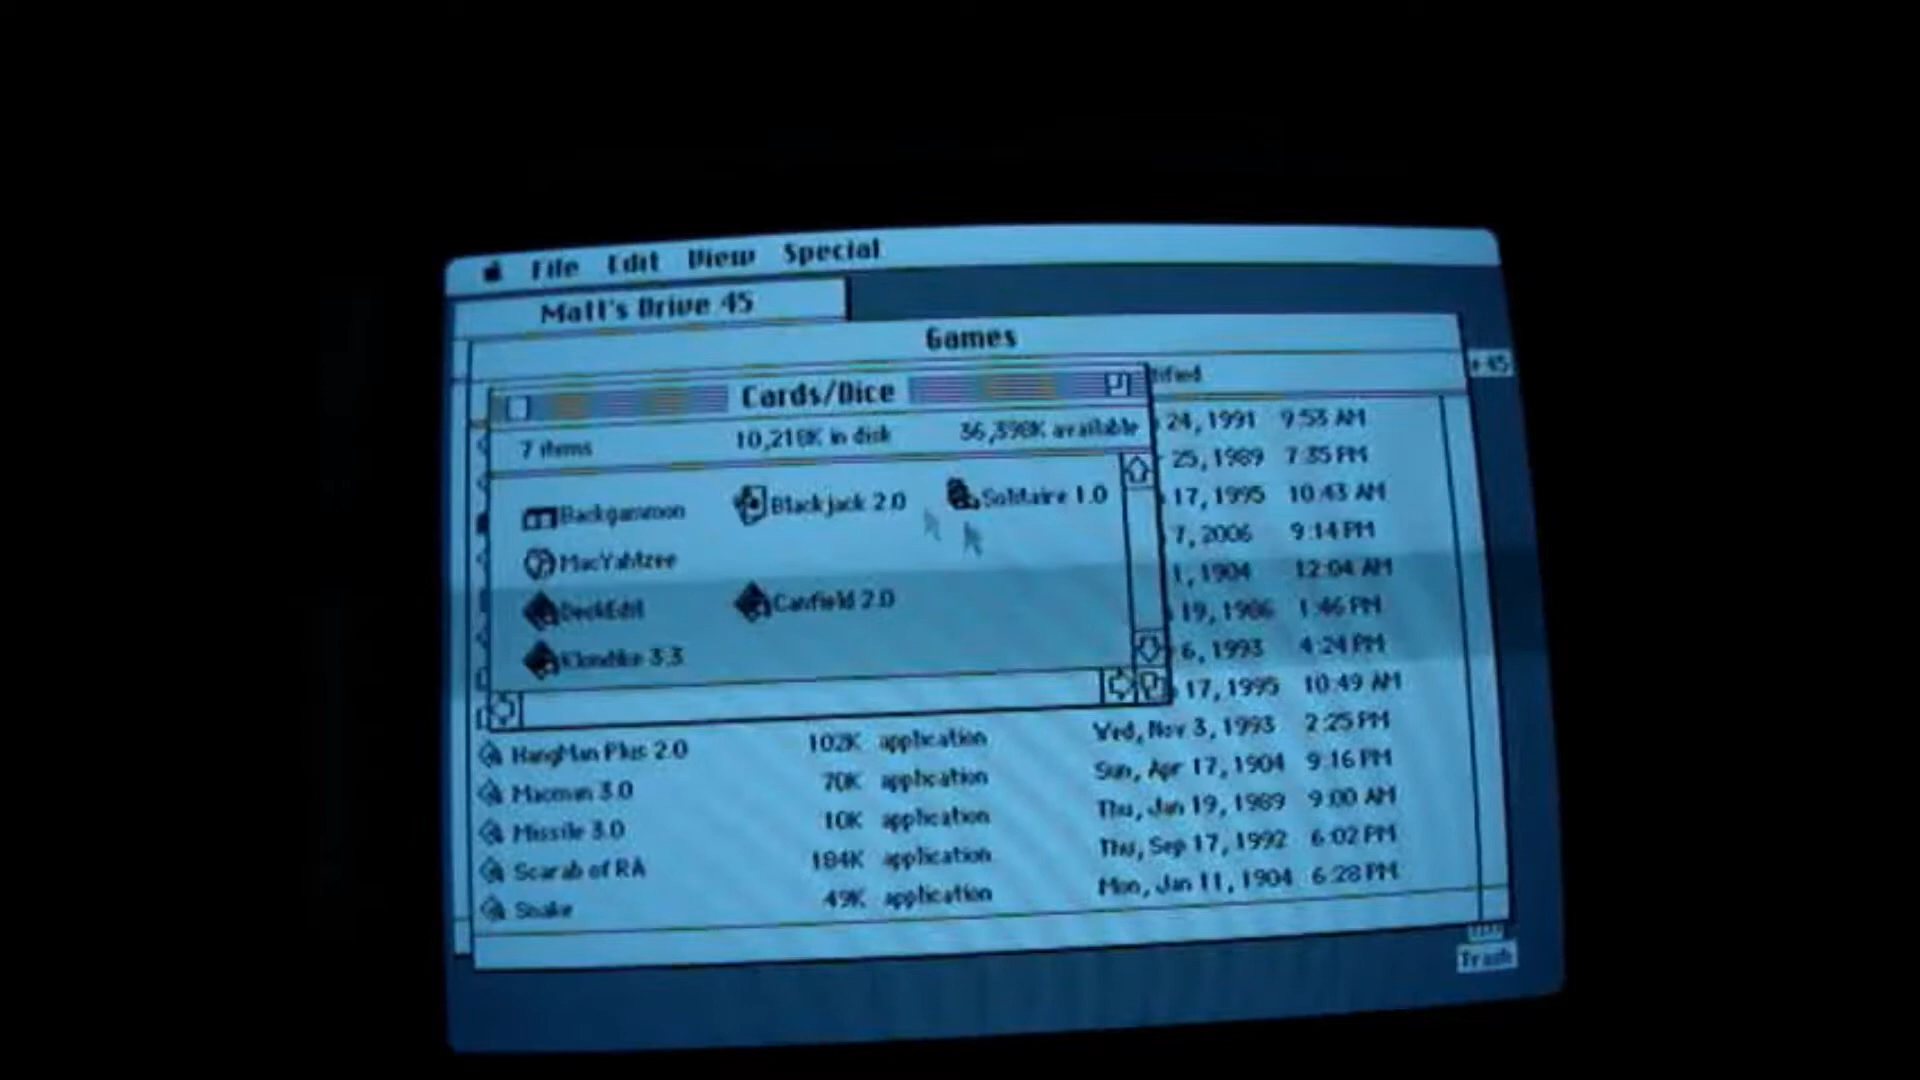 File Edit View Special
Matt's Drive 45
Games
Cards/Dice
7 items 10,218K in disk 36,398K available
Backgammon Blackjack 2.0 Solitaire 1.0
MacYahtzee
DeckEdit Canfield 2.0
Klondike 3.3
24, 1991 9:53 AM
25, 1989 7:35 PM
17, 1995 10:43 AM
7, 2006 9:14 PM
1, 1904 12:04 AM
19, 1986 1:46 PM
6, 1993 4:24 PM
17, 1995 10:49 AM
HangMan Plus 2.0 102K application Wed, Nov 3, 1993 2:25 PM
Macman 3.0 70K application Sun, Apr 17, 1904 9:16 PM
Missile 3.0 10K application Thu, Jan 19, 1989 9:00 AM
Scarab of RA 184K application Thu, Sep 17, 1992 6:02 PM
Snake 49K application Mon, Jan 11, 1904 6:28 PM
45
Trash